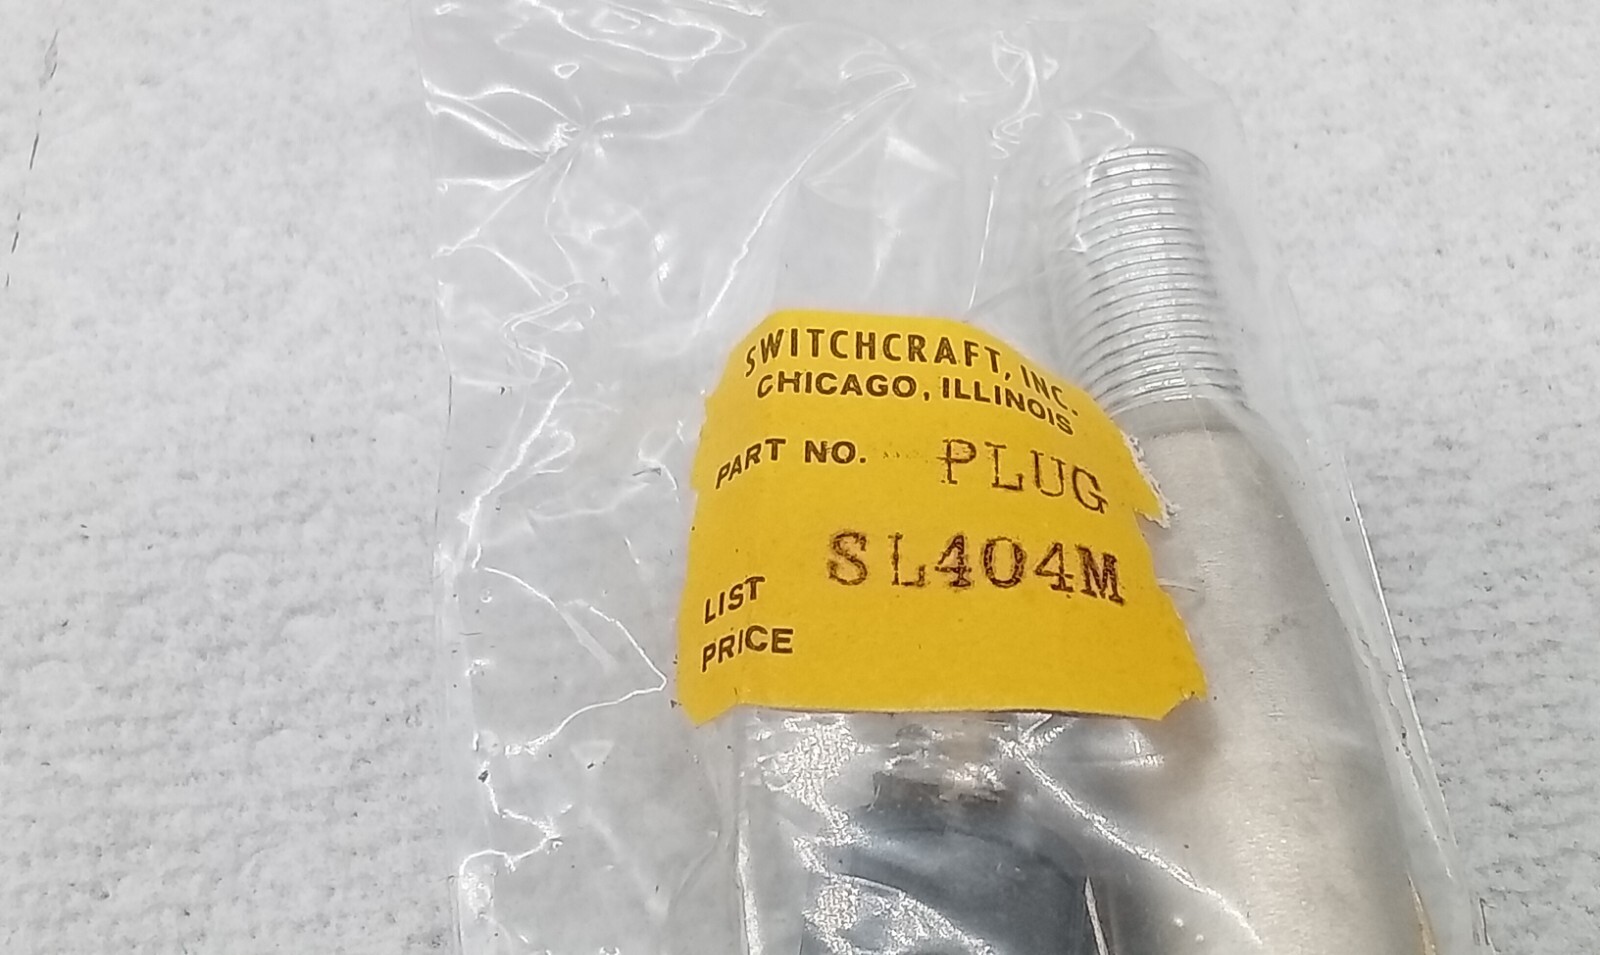 SWITCHCRAFT, INC.
CHICAGO, ILLINOIS
PART NO. PLUG
SL404M
LIST
PRICE